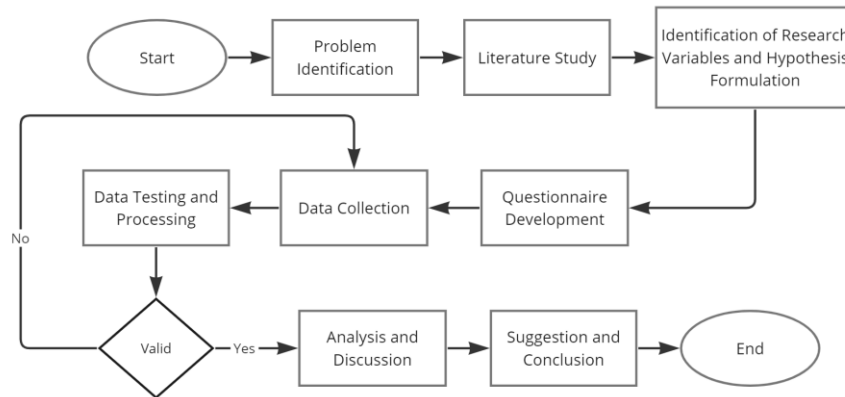 Start
Problem
Identification
Literature Study
Identification of Research
Variables and Hypothesis
Formulation
Data Testing and
Processing
Data Collection
Questionnaire
Development
No
Valid
Yes
Analysis and
Discussion
Suggestion and
Conclusion
End